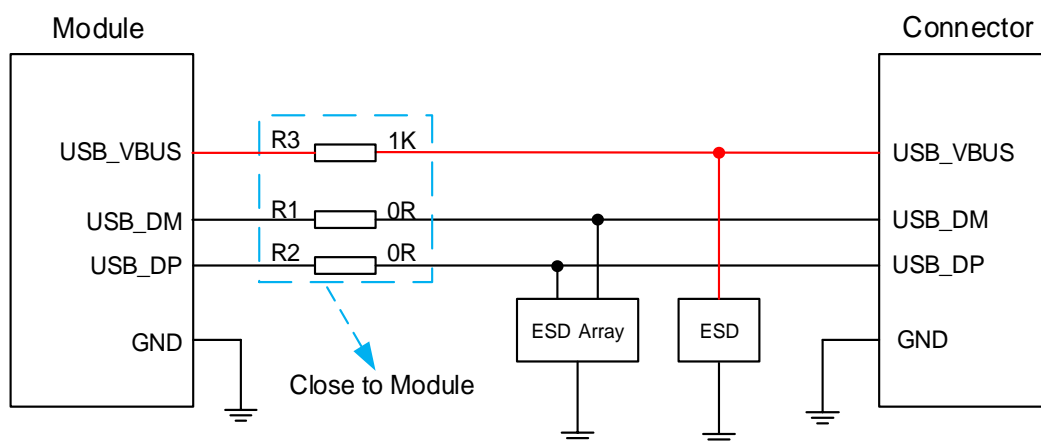 Module
Connector
R3
1K
USB_VBUS
USB_VBUS
R1
0R
USB_DM
USB_DM
R2
0R
USB_DP
USB_DP
ESD Array
ESD
GND
GND
Close to Module